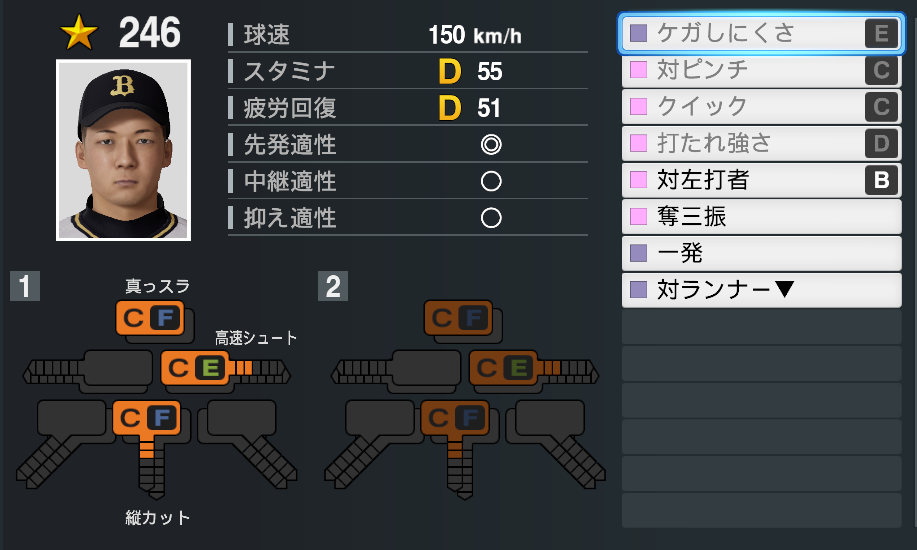 ★ 246
球速 150 km/h
スタミナ D 55
疲労回復 D 51
先発適性 ◎
中継適性 ○
抑え適性 ○
ケガしにくさ E
対ピンチ C
クイック C
打たれ強さ D
対左打者 B
奪三振
一発
対ランナー▼
B
1
真っスラ
C F
高速シュート
C E
C F
縦カット
2
C F
C E
C F